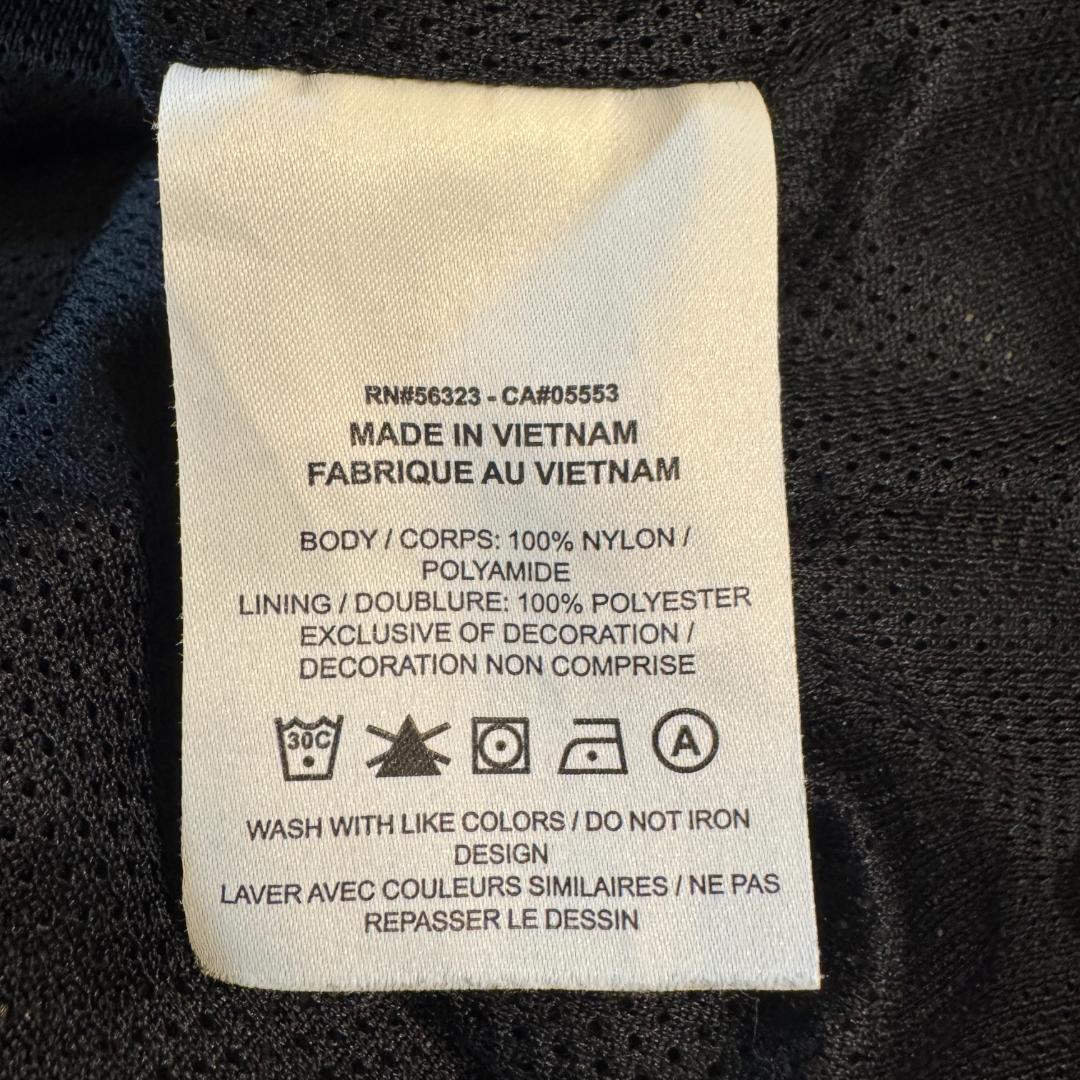 RN#56323 - CA#05553
MADE IN VIETNAM
FABRIQUE AU VIETNAM
BODY / CORPS: 100% NYLON /
POLYAMIDE
LINING / DOUBLURE: 100% POLYESTER
EXCLUSIVE OF DECORATION /
DECORATION NON COMPRISE
30C A
WASH WITH LIKE COLORS / DO NOT IRON
DESIGN
LAVER AVEC COULEURS SIMILAIRES / NE PAS
REPASSER LE DESSIN